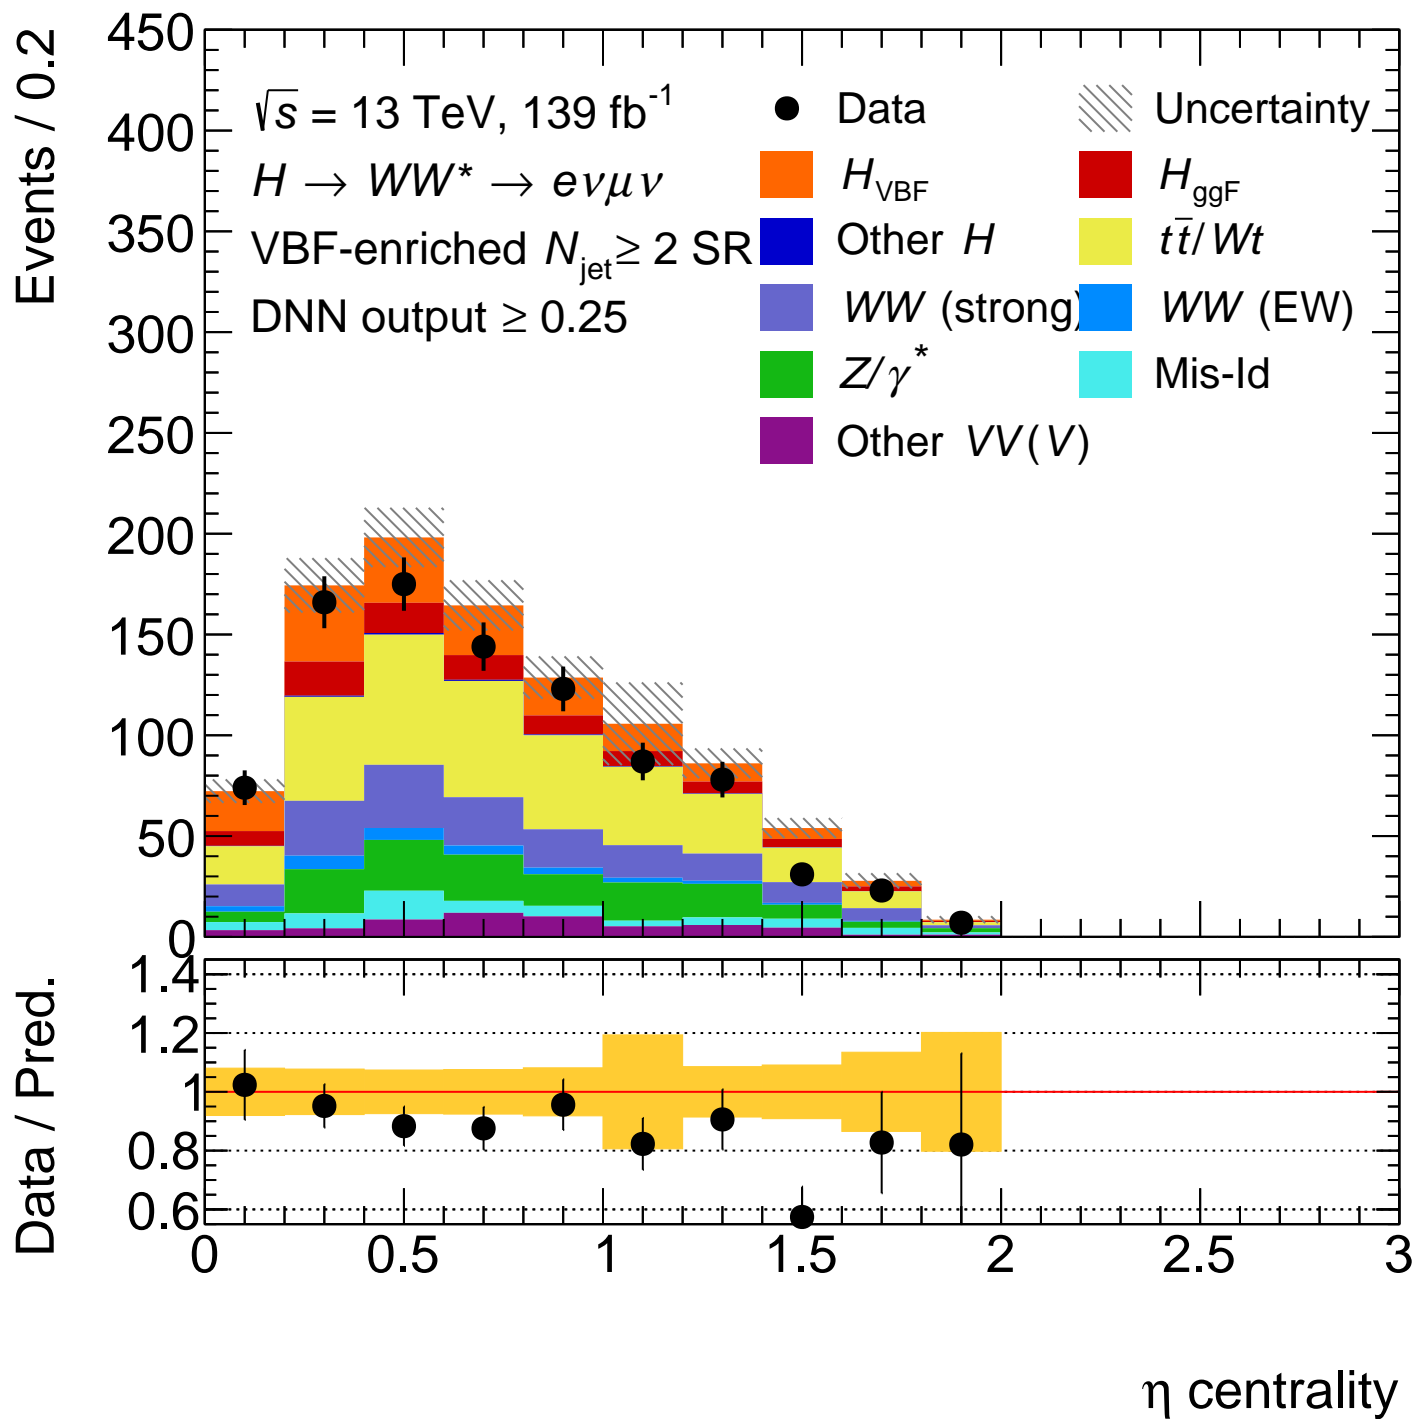 Events / 0.2
450
400
350
300
250
200
150
100
50
0
√s = 13 TeV, 139 fb⁻¹
H → WW* → eνμν
VBF-enriched N_jet ≥ 2 SR
DNN output ≥ 0.25
Data
Uncertainty
H_VBF
H_ggF
Other H
tt̄/Wt
WW (strong)
WW (EW)
Z/γ*
Mis-Id
Other VV(V)
Data / Pred.
1.4
1.2
1
0.8
0.6
0 0.5 1 1.5 2 2.5 3
η centrality